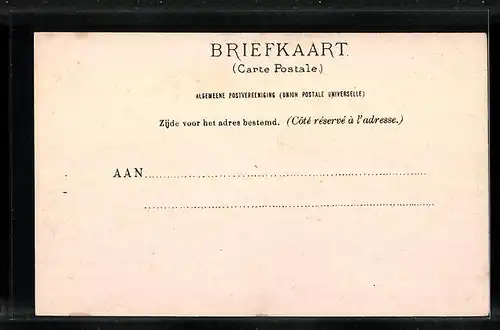 BRIEFKAART.
(Carte Postale.)
ALGEMEENE POSTVEREENIGING (UNION POSTALE UNIVERSELLE)
Zijde voor het adres bestemd. (Côté réservé à l'adresse.)
AAN